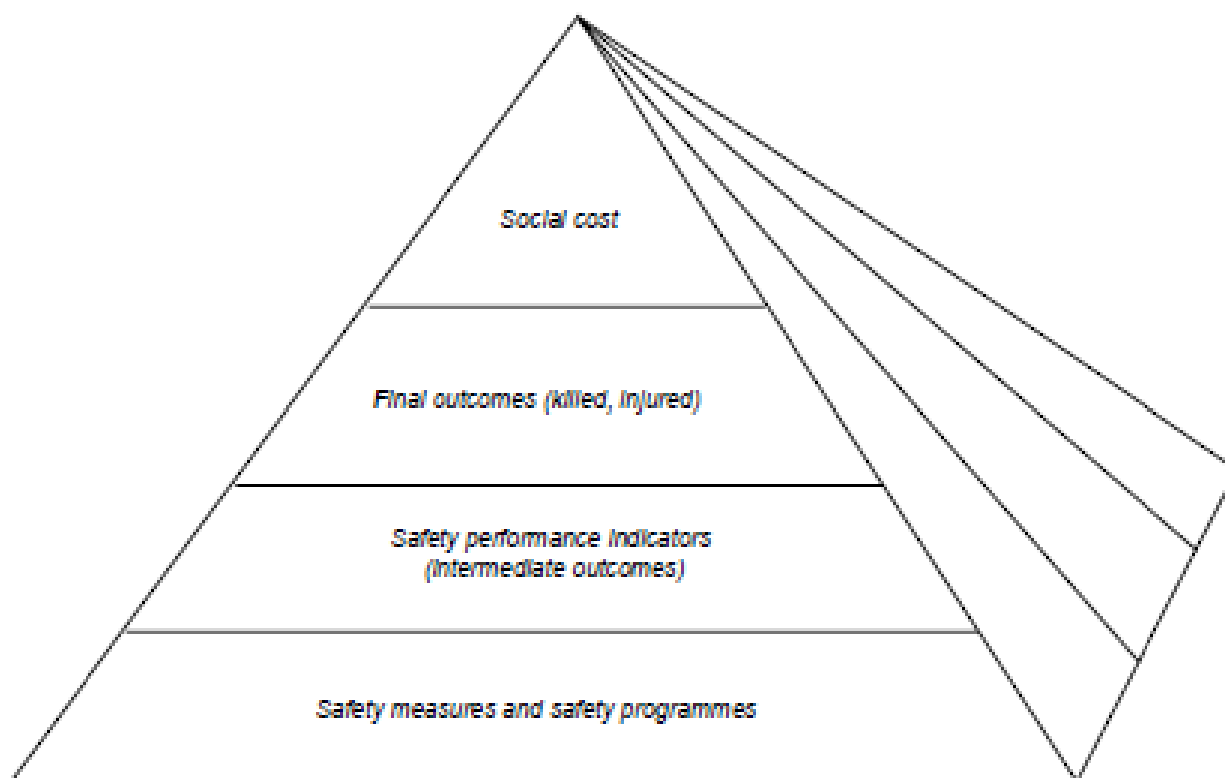 Social cost
Final outcomes (killed, injured)
Safety performance indicators
(intermediate outcomes)
Safety measures and safety programmes